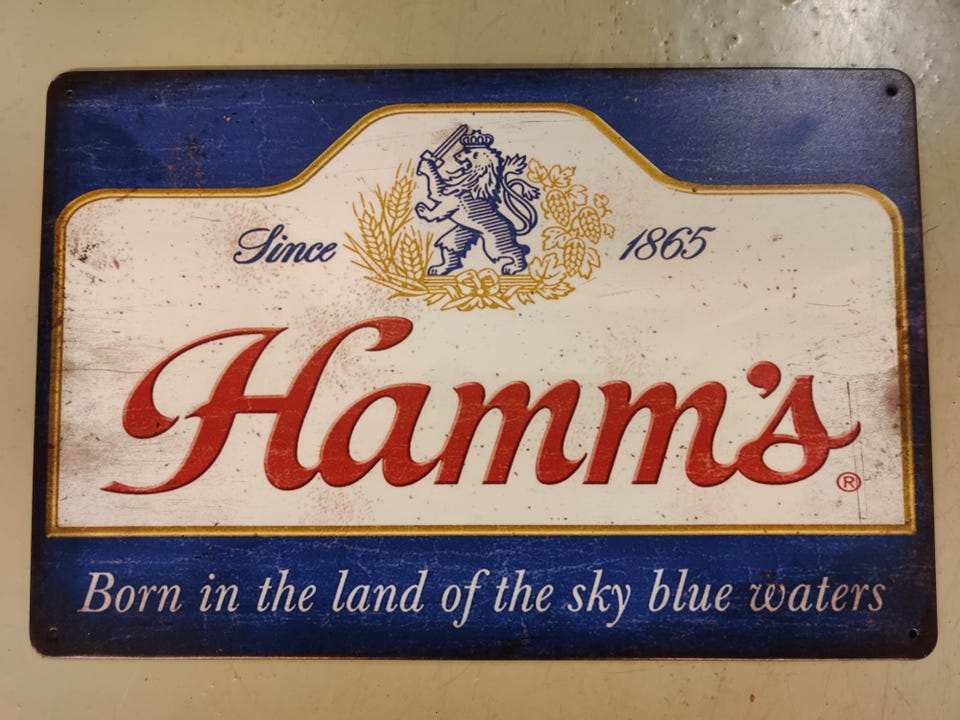 Since 1865
Hamm's®
Born in the land of the sky blue waters